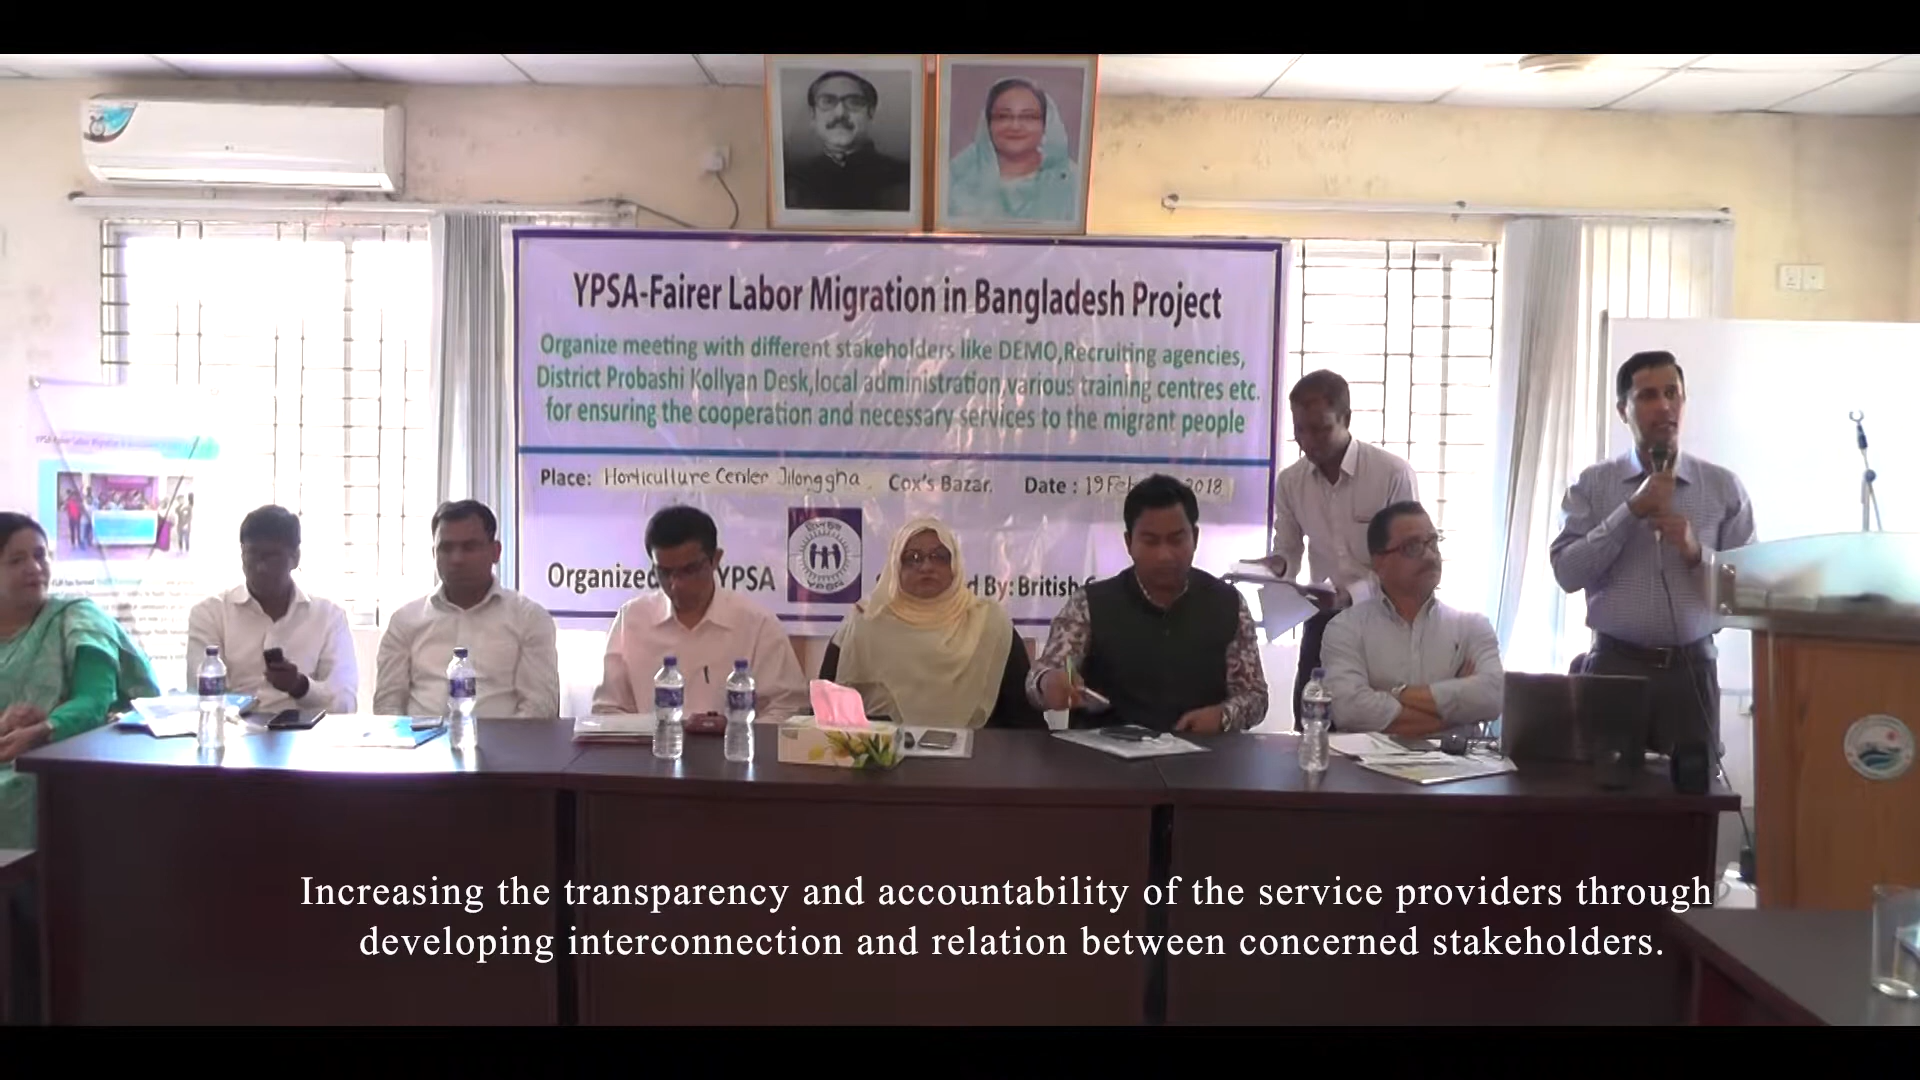 YPSA-Fairer Labor Migration in Bangladesh Project
Organize meeting with different stakeholders like DEMO,Recruiting agencies,
District Probashi Kollyan Desk,local administration,various training centres etc.
for ensuring the cooperation and necessary services to the migrant people
Place: Horticulture Center Jilonggha, Cox's Bazar. Date : 19 2018
Organized YPSA By: British
YPSA
Increasing the transparency and accountability of the service providers through
developing interconnection and relation between concerned stakeholders.